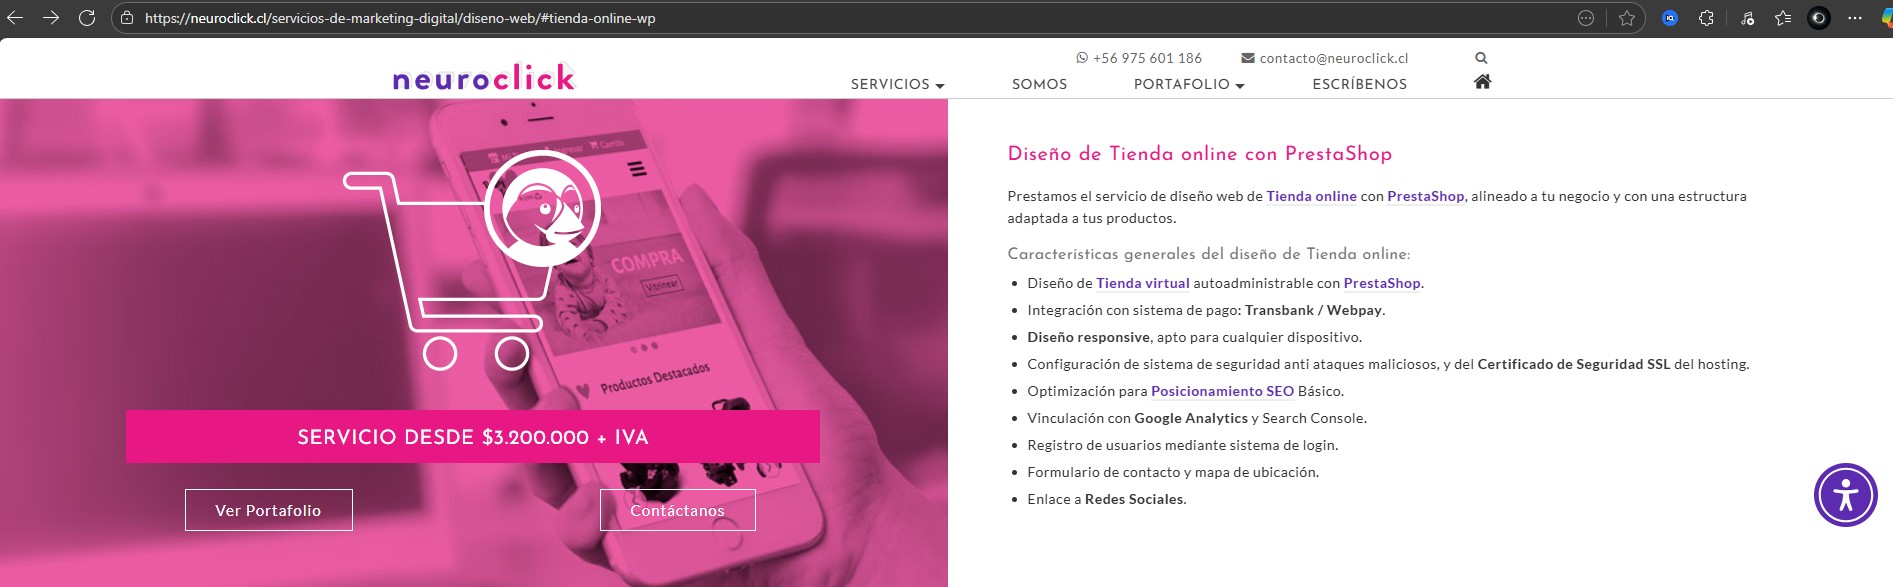 https://neuroclick.cl/servicios-de-marketing-digital/diseno-web/#tienda-online-wp
+56 975 601 186
contacto@neuroclick.cl
neuroclick
SERVICIOS
SOMOS
PORTAFOLIO
ESCRÍBENOS
Carrito
COMPRA
Vitrinear
Productos Destacados
SERVICIO DESDE $3.200.000 + IVA
Ver Portafolio
Contáctanos
Diseño de Tienda online con PrestaShop
Prestamos el servicio de diseño web de Tienda online con PrestaShop, alineado a tu negocio y con una estructura
adaptada a tus productos.
Características generales del diseño de Tienda online:
Diseño de Tienda virtual autoadministrable con PrestaShop.
Integración con sistema de pago: Transbank / Webpay.
Diseño responsive, apto para cualquier dispositivo.
Configuración de sistema de seguridad anti ataques maliciosos, y del Certificado de Seguridad SSL del hosting.
Optimización para Posicionamiento SEO Básico.
Vinculación con Google Analytics y Search Console.
Registro de usuarios mediante sistema de login.
Formulario de contacto y mapa de ubicación.
Enlace a Redes Sociales.